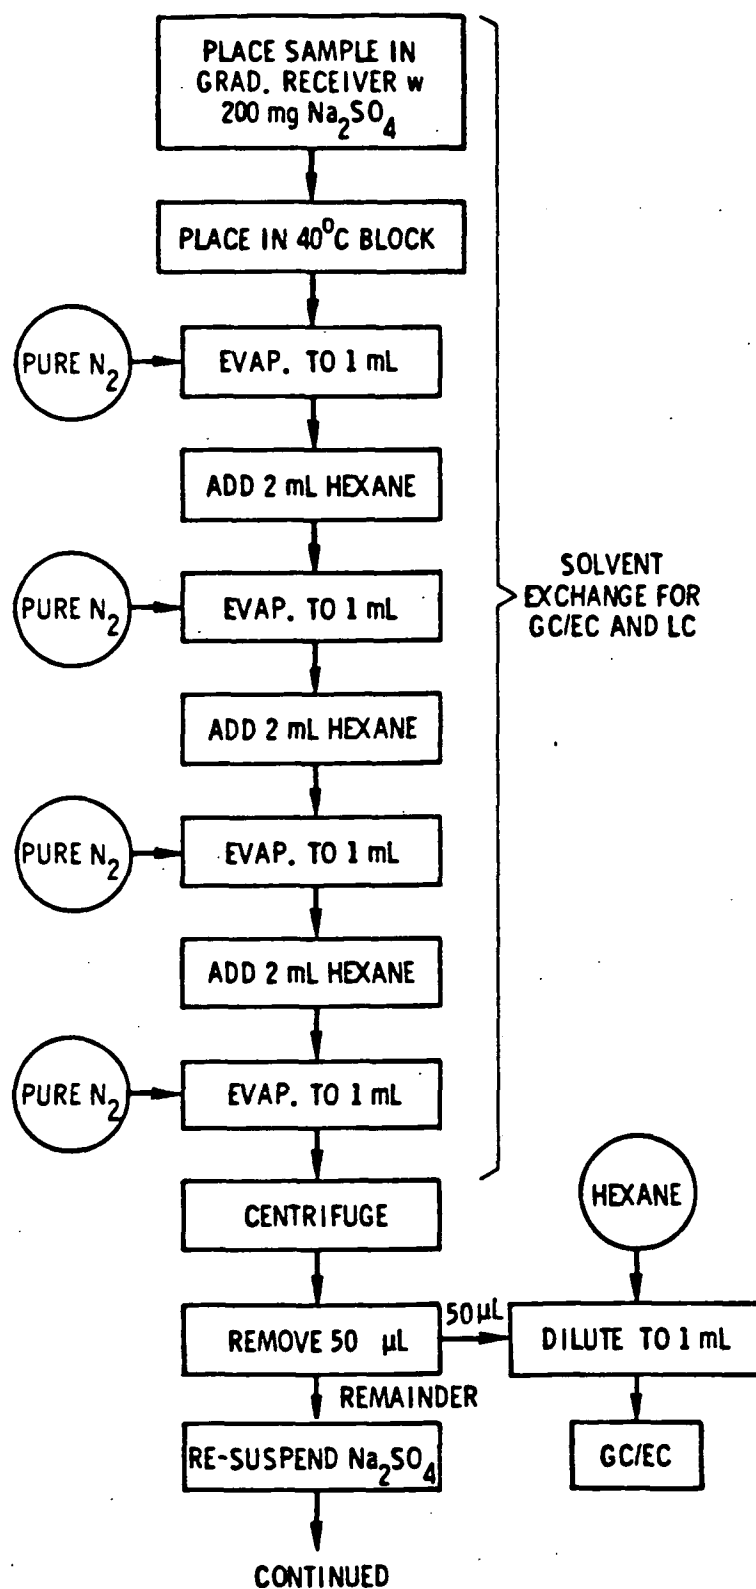 PLACE SAMPLE IN
GRAD. RECEIVER w
200 mg Na₂SO₄
PLACE IN 40°C BLOCK
PURE N₂
EVAP. TO 1 mL
ADD 2 mL HEXANE
PURE N₂
EVAP. TO 1 mL
SOLVENT
EXCHANGE FOR
GC/EC AND LC
ADD 2 mL HEXANE
PURE N₂
EVAP. TO 1 mL
ADD 2 mL HEXANE
PURE N₂
EVAP. TO 1 mL
CENTRIFUGE
HEXANE
REMOVE 50 µL
50 µL
DILUTE TO 1 mL
REMAINDER
RE-SUSPEND Na₂SO₄
GC/EC
CONTINUED